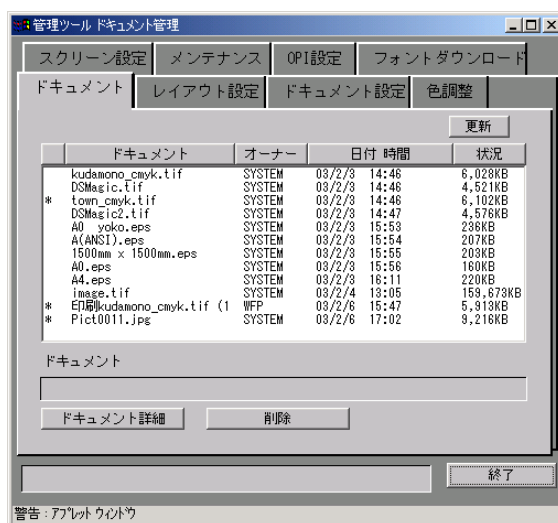 管理ツール ドキュメント管理
スクリーン設定 メンテナンス OPI設定 フォントダウンロード
ドキュメント レイアウト設定 ドキュメント設定 色調整
更新
ドキュメント オーナー 日付 時間 状況
kudamono_cmyk.tif SYSTEM 03/2/3 14:46 6,028KB
DSMagic.tif SYSTEM 03/2/3 14:46 4,521KB
* town_cmyk.tif SYSTEM 03/2/3 14:46 6,102KB
DSMagic2.tif SYSTEM 03/2/3 14:47 4,576KB
A0 yoko.eps SYSTEM 03/2/3 15:53 236KB
A(ANSI).eps SYSTEM 03/2/3 15:54 207KB
1500mm x 1500mm.eps SYSTEM 03/2/3 15:55 203KB
A0.eps SYSTEM 03/2/3 15:56 160KB
A4.eps SYSTEM 03/2/3 16:11 220KB
image.tif SYSTEM 03/2/4 13:05 159,673KB
* 印刷kudamono_cmyk.tif (1 WFP 03/2/6 15:47 5,913KB
* Pict0011.jpg SYSTEM 03/2/6 17:02 9,216KB
ドキュメント
ドキュメント詳細 削除
終了
警告 : アプレット ウィンドウ